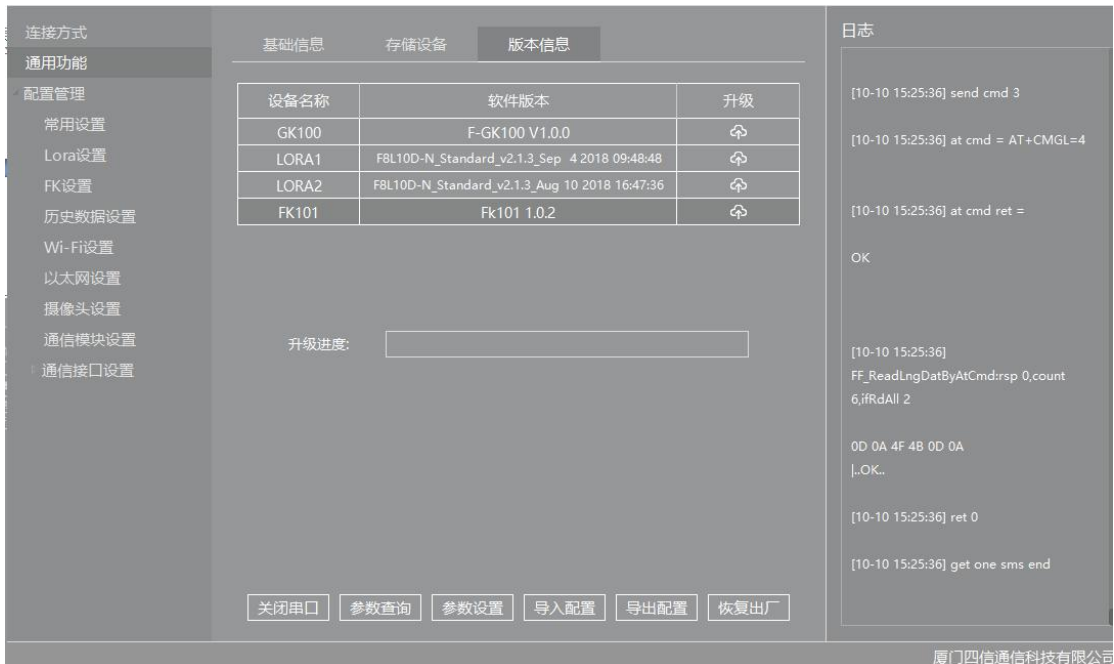 连接方式
通用功能
配置管理
常用设置
Lora设置
FK设置
历史数据设置
Wi-Fi设置
以太网设置
摄像头设置
通信模块设置
通信接口设置
基础信息 存储设备 版本信息
设备名称 软件版本 升级
GK100 F-GK100 V1.0.0
LORA1 F8L10D-N_Standard_v2.1.3_Sep 4 2018 09:48:48
LORA2 F8L10D-N_Standard_v2.1.3_Aug 10 2018 16:47:36
FK101 Fk101 1.0.2
升级进度:
关闭串口 参数查询 参数设置 导入配置 导出配置 恢复出厂
日志
[10-10 15:25:36] send cmd 3
[10-10 15:25:36] at cmd = AT+CMGL=4
[10-10 15:25:36] at cmd ret =
OK
[10-10 15:25:36]
FF_ReadLngDatByAtCmd:rsp 0,count
6,ifRdAll 2
0D 0A 4F 4B 0D 0A
|..OK..
[10-10 15:25:36] ret 0
[10-10 15:25:36] get one sms end
厦门四信通信科技有限公司